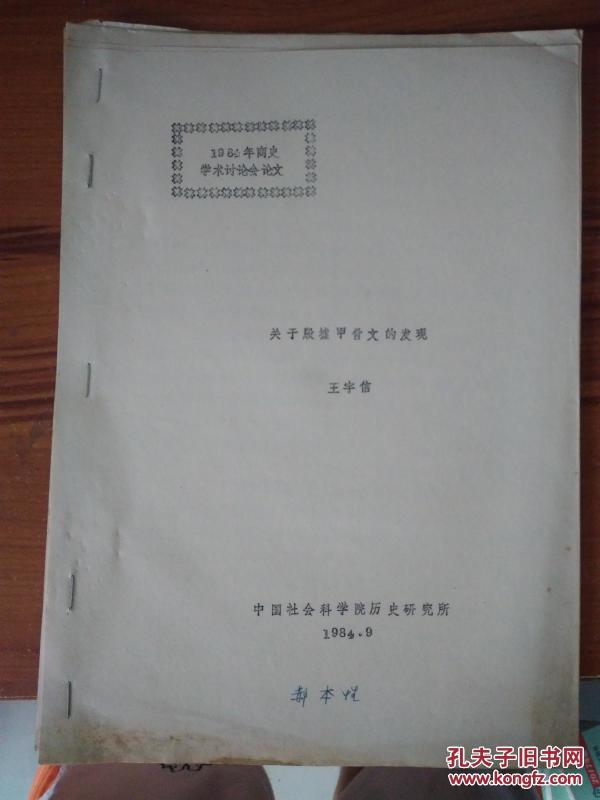 1984年商史
学术讨论会论文
关于殷墟甲骨文的发现
王宇信
中国社会科学院历史研究所
1984.9
郝本性
孔夫子旧书网
www.kongfz.com